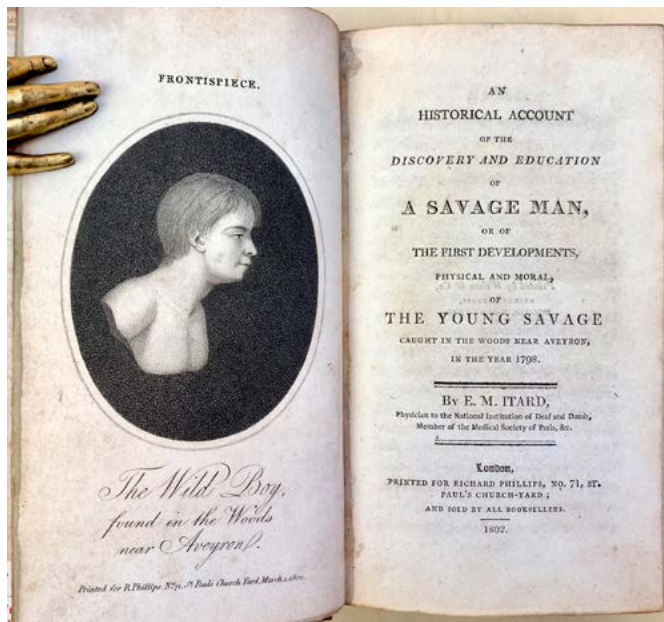 FRONTISPIECE.
The Wild Boy,
found in the Woods
near Aveyron.
Printed for R. Phillips, No. 71, St. Pauls Church Yard, March
AN
HISTORICAL ACCOUNT
OF THE
DISCOVERY AND EDUCATION
OF
A SAVAGE MAN,
OR OF
THE FIRST DEVELOPMENTS,
PHYSICAL AND MORAL,
OF
THE YOUNG SAVAGE
CAUGHT IN THE WOODS NEAR AVEYRON,
IN THE YEAR 1798.
BY E. M. ITARD,
Physician to the National Institution of Deaf and Dumb,
Member of the Medical Society of Paris, &c.
London,
PRINTED FOR RICHARD PHILLIPS, NO. 71, ST.
PAUL'S CHURCH-YARD;
AND SOLD BY ALL BOOKSELLERS.
1802.